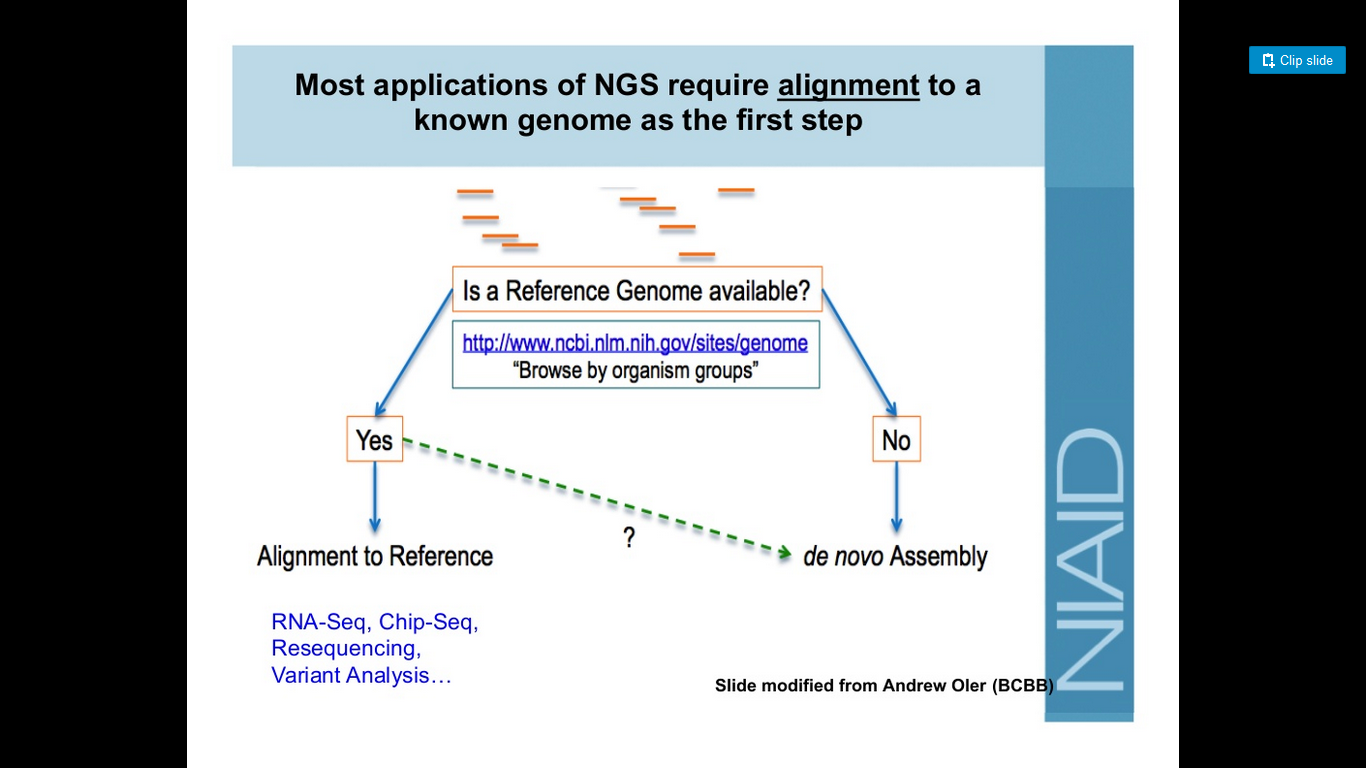 Clip slide
Most applications of NGS require alignment to a
known genome as the first step
Is a Reference Genome available?
http://www.ncbi.nlm.nih.gov/sites/genome
“Browse by organism groups”
Yes
No
?
Alignment to Reference
de novo Assembly
RNA-Seq, Chip-Seq,
Resequencing,
Variant Analysis…
Slide modified from Andrew Oler (BCBB)
NIAID